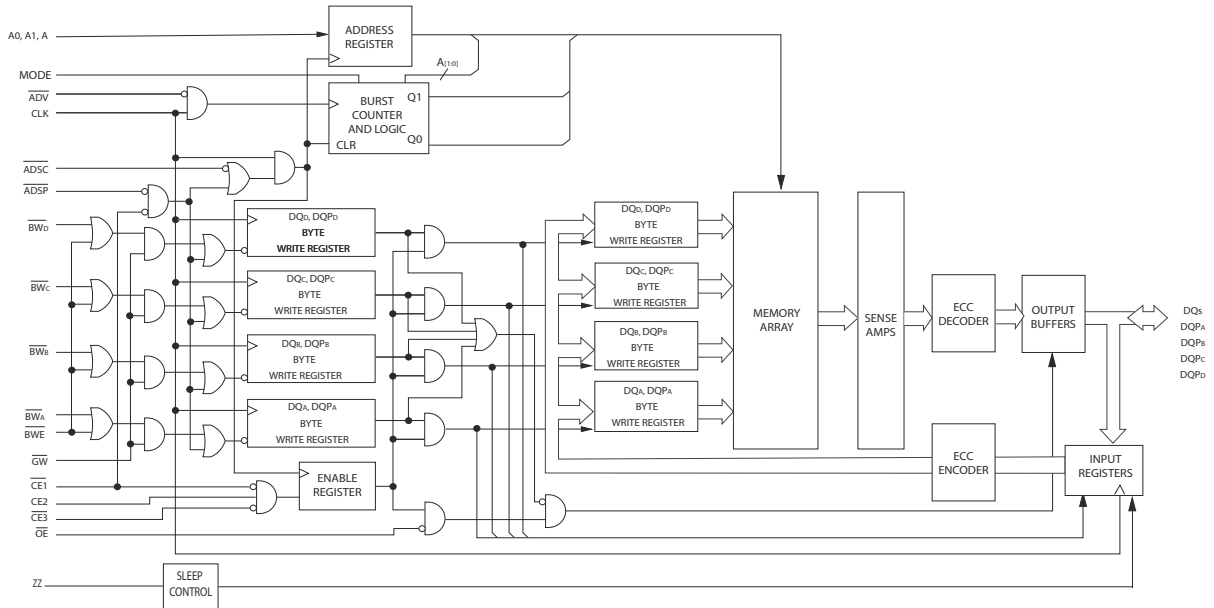 A0, A1, A
MODE
ADV
CLK
ADSC
ADSP
BWD
BWC
BWB
BWA
BWE
GW
CE1
CE2
CE3
OE
ZZ
ADDRESS
REGISTER
A[1:0]
BURST
COUNTER
AND LOGIC
Q1
Q0
CLR
DQD, DQPD
BYTE
WRITE REGISTER
DQC, DQPC
BYTE
WRITE REGISTER
DQB, DQPB
BYTE
WRITE REGISTER
DQA, DQPA
BYTE
WRITE REGISTER
ENABLE
REGISTER
SLEEP
CONTROL
DQD, DQPD
BYTE
WRITE REGISTER
DQC, DQPC
BYTE
WRITE REGISTER
DQB, DQPB
BYTE
WRITE REGISTER
DQA, DQPA
BYTE
WRITE REGISTER
MEMORY
ARRAY
SENSE
AMPS
ECC
DECODER
OUTPUT
BUFFERS
ECC
ENCODER
INPUT
REGISTERS
DQs
DQPA
DQPB
DQPC
DQPD